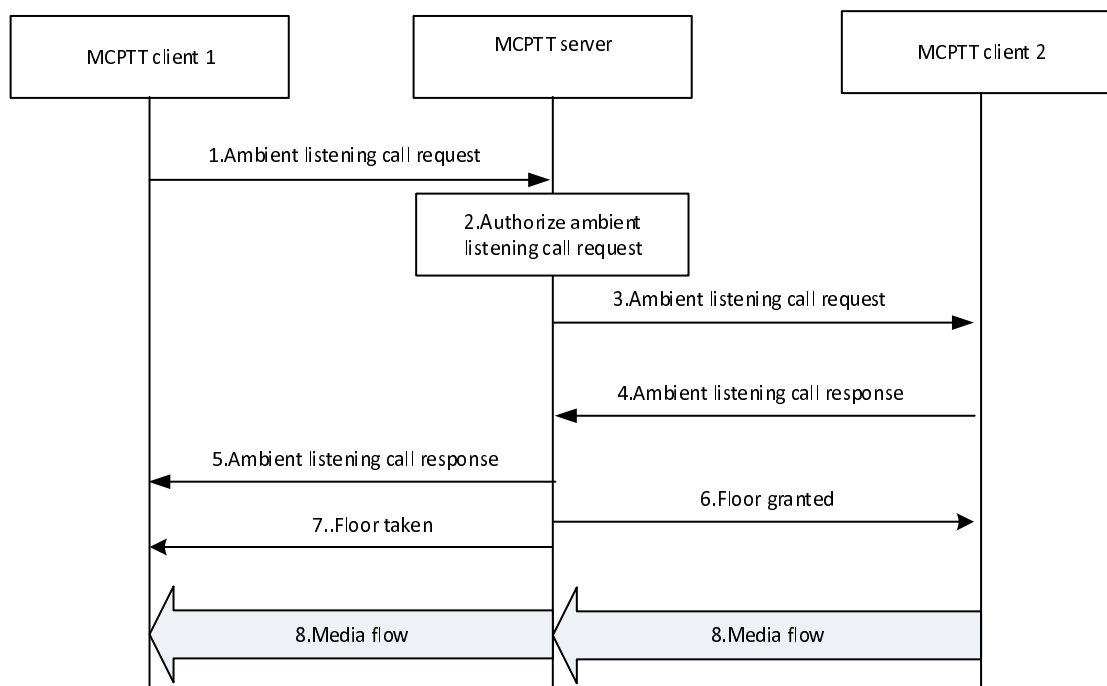 MCPTT client 1
MCPTT server
MCPTT client 2
1.Ambient listening call request
2.Authorize ambient
listening call request
3.Ambient listening call request
4.Ambient listening call response
5.Ambient listening call response
6.Floor granted
7..Floor taken
8.Media flow
8.Media flow